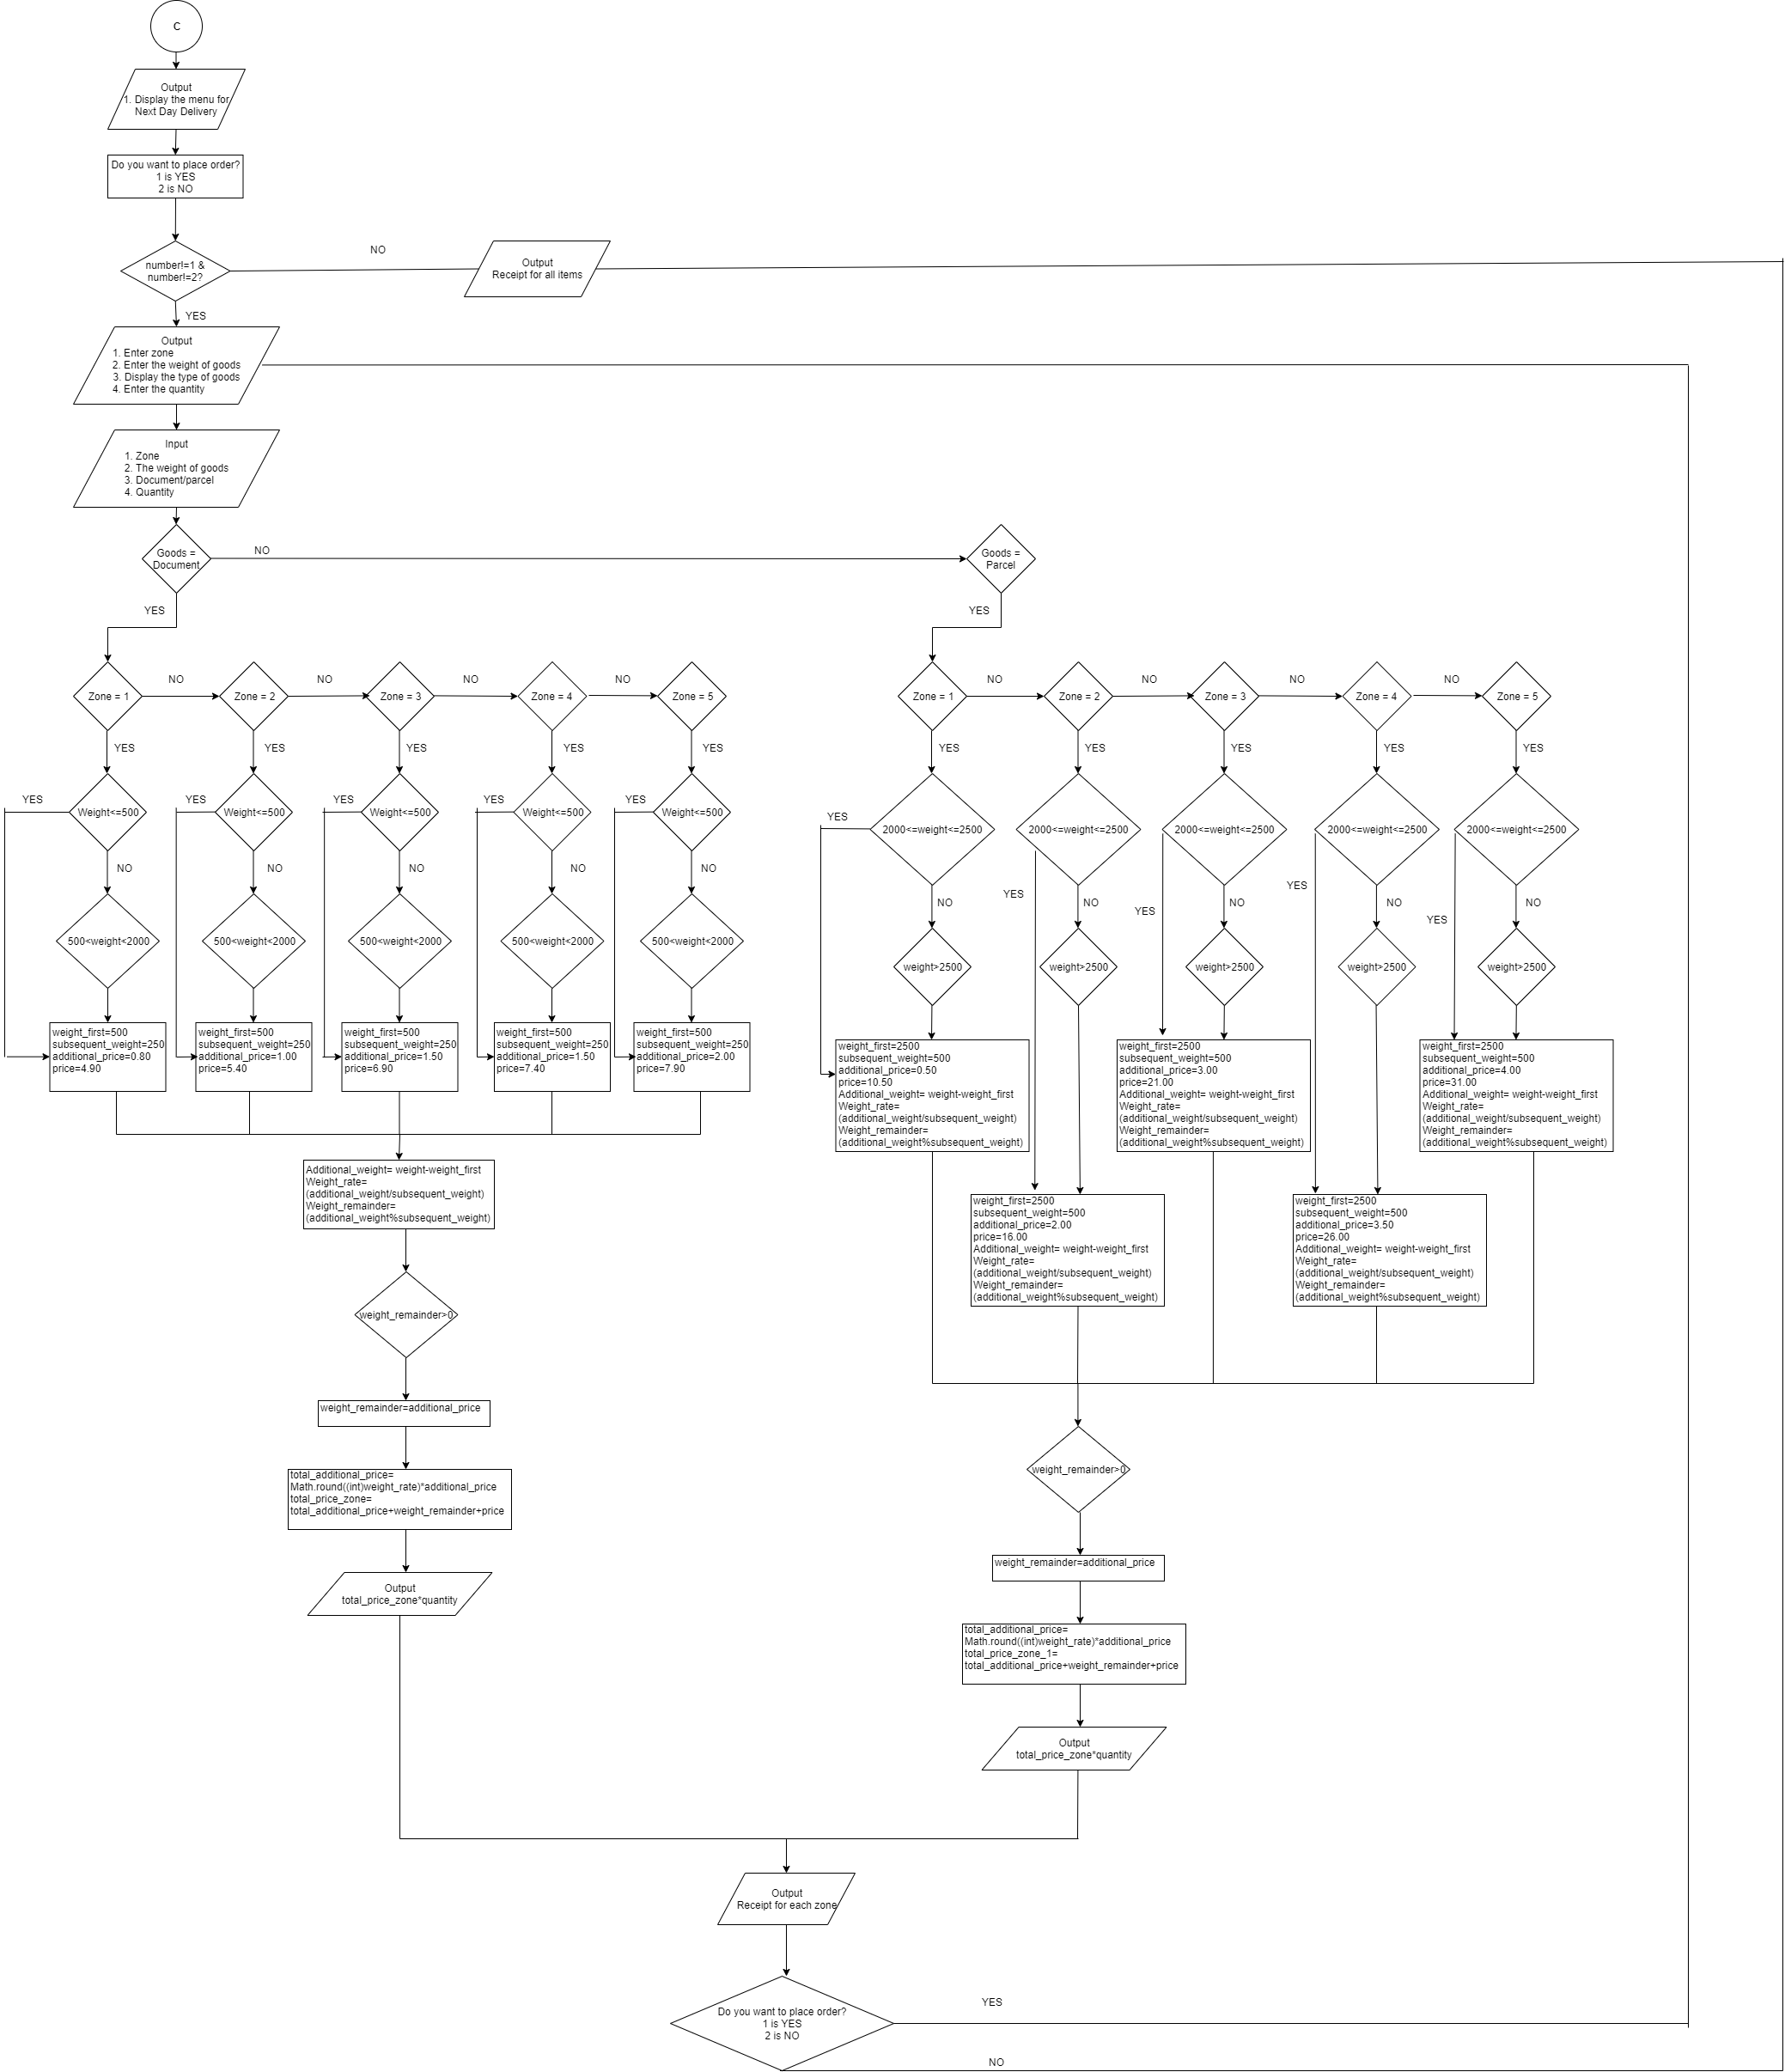 C
Output
1. Display the menu for
Next Day Delivery
Do you want to place order?
1 is YES
2 is NO
number!=1 &
number!=2?
NO
Output
Receipt for all items
YES
Output
1. Enter zone
2. Enter the weight of goods
3. Display the type of goods
4. Enter the quantity
Input
1. Zone
2. The weight of goods
3. Document/parcel
4. Quantity
Goods =
Document
NO
Goods =
Parcel
YES
YES
Zone = 1
NO
Zone = 2
NO
Zone = 3
NO
Zone = 4
NO
Zone = 5
Zone = 1
NO
Zone = 2
NO
Zone = 3
NO
Zone = 4
NO
Zone = 5
YES
YES
YES
YES
YES
YES
YES
YES
YES
YES
YES
Weight<=500
YES
Weight<=500
YES
Weight<=500
YES
Weight<=500
YES
Weight<=500
YES
2000<=weight<=2500
2000<=weight<=2500
2000<=weight<=2500
2000<=weight<=2500
2000<=weight<=2500
NO
NO
NO
NO
NO
YES
YES
YES
YES
NO
NO
NO
NO
NO
500<weight<2000
500<weight<2000
500<weight<2000
500<weight<2000
500<weight<2000
weight>2500
weight>2500
weight>2500
weight>2500
weight>2500
weight_first=500
subsequent_weight=250
additional_price=0.80
price=4.90
weight_first=500
subsequent_weight=250
additional_price=1.00
price=5.40
weight_first=500
subsequent_weight=250
additional_price=1.50
price=6.90
weight_first=500
subsequent_weight=250
additional_price=1.50
price=7.40
weight_first=500
subsequent_weight=250
additional_price=2.00
price=7.90
weight_first=2500
subsequent_weight=500
additional_price=0.50
price=10.50
Additional_weight= weight-weight_first
Weight_rate=
(additional_weight/subsequent_weight)
Weight_remainder=
(additional_weight%subsequent_weight)
weight_first=2500
subsequent_weight=500
additional_price=3.00
price=21.00
Additional_weight= weight-weight_first
Weight_rate=
(additional_weight/subsequent_weight)
Weight_remainder=
(additional_weight%subsequent_weight)
weight_first=2500
subsequent_weight=500
additional_price=4.00
price=31.00
Additional_weight= weight-weight_first
Weight_rate=
(additional_weight/subsequent_weight)
Weight_remainder=
(additional_weight%subsequent_weight)
Additional_weight= weight-weight_first
Weight_rate=
(additional_weight/subsequent_weight)
Weight_remainder=
(additional_weight%subsequent_weight)
weight_first=2500
subsequent_weight=500
additional_price=2.00
price=16.00
Additional_weight= weight-weight_first
Weight_rate=
(additional_weight/subsequent_weight)
Weight_remainder=
(additional_weight%subsequent_weight)
weight_first=2500
subsequent_weight=500
additional_price=3.50
price=26.00
Additional_weight= weight-weight_first
Weight_rate=
(additional_weight/subsequent_weight)
Weight_remainder=
(additional_weight%subsequent_weight)
weight_remainder>0
weight_remainder=additional_price
total_additional_price=
Math.round((int)weight_rate)*additional_price
total_price_zone=
total_additional_price+weight_remainder+price
Output
total_price_zone*quantity
weight_remainder>0
weight_remainder=additional_price
total_additional_price=
Math.round((int)weight_rate)*additional_price
total_price_zone_1=
total_additional_price+weight_remainder+price
Output
total_price_zone*quantity
Output
Receipt for each zone
Do you want to place order?
1 is YES
2 is NO
YES
NO